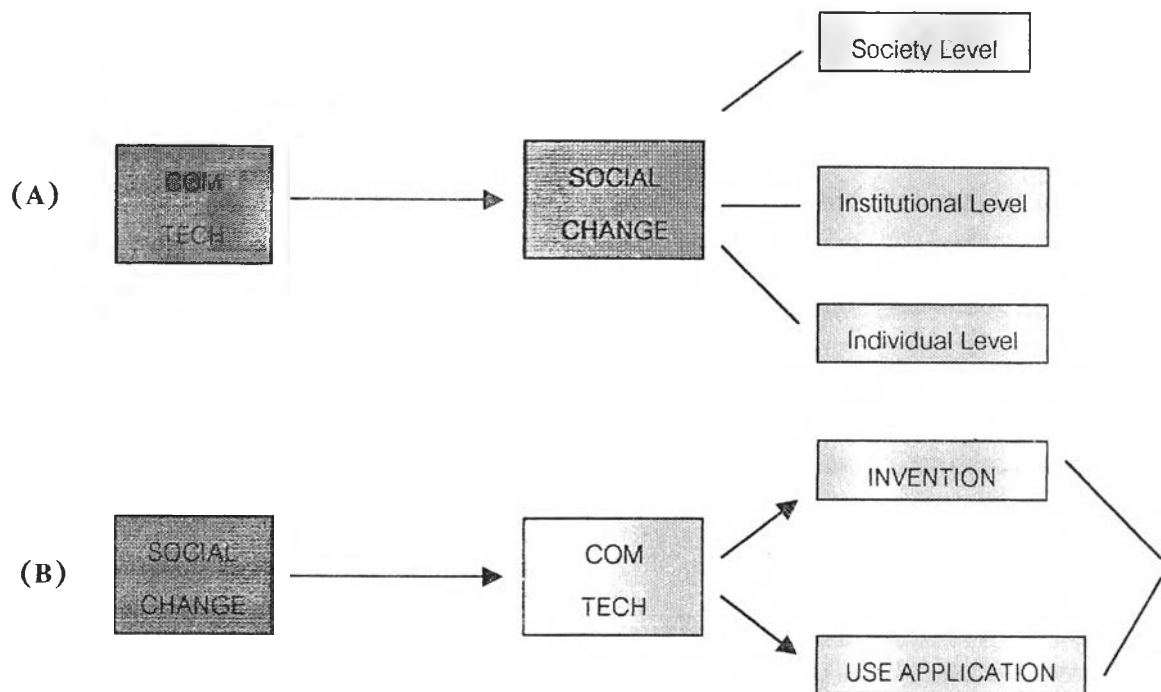 Society Level
(A)
COM
TECH
SOCIAL
CHANGE
Institutional Level
Individual Level
(B)
SOCIAL
CHANGE
COM
TECH
INVENTION
USE APPLICATION